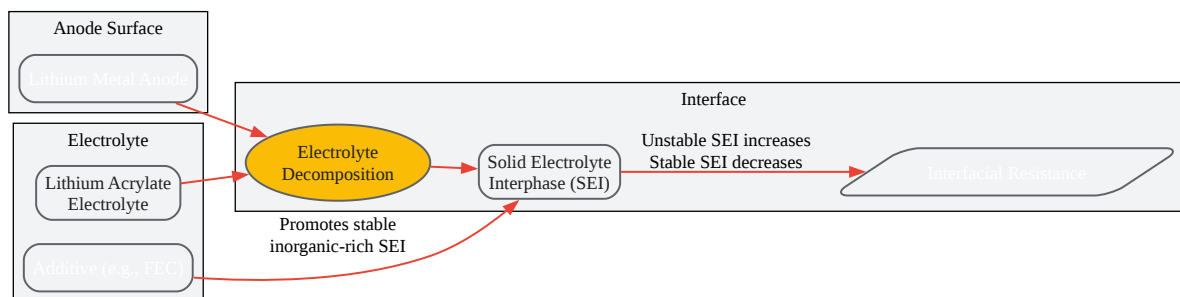 Anode Surface
Lithium Metal Anode
Electrolyte
Lithium Acrylate
Electrolyte
Additive (e.g., FEC)
Interface
Electrolyte
Decomposition
Solid Electrolyte
Interphase (SEI)
Unstable SEI increases
Stable SEI decreases
Interfacial Resistance
Promotes stable
inorganic-rich SEI